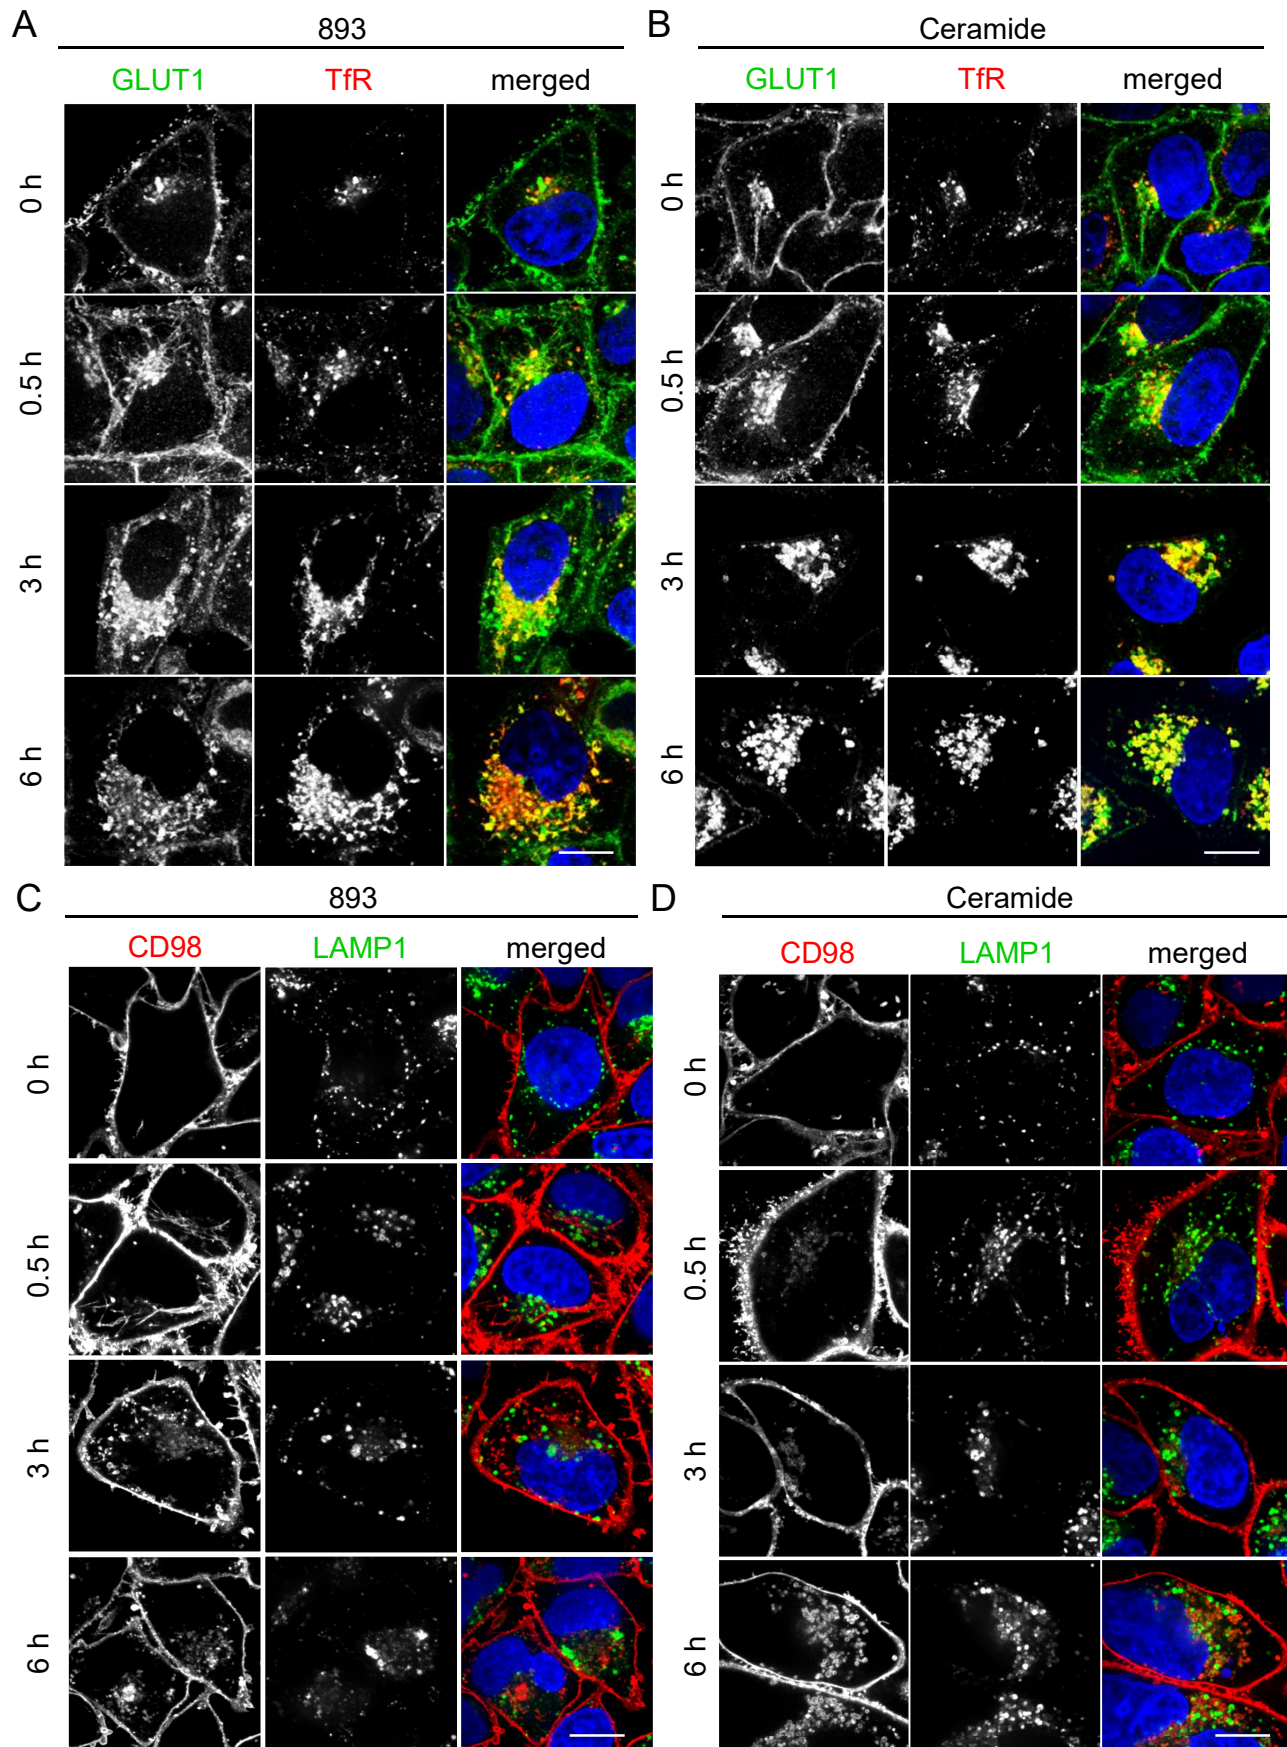 A
893
GLUT1 TfR merged
0 h
0.5 h
3 h
6 h
B
Ceramide
GLUT1 TfR merged
0 h
0.5 h
3 h
6 h
C
893
CD98 LAMP1 merged
0 h
0.5 h
3 h
6 h
D
Ceramide
CD98 LAMP1 merged
0 h
0.5 h
3 h
6 h